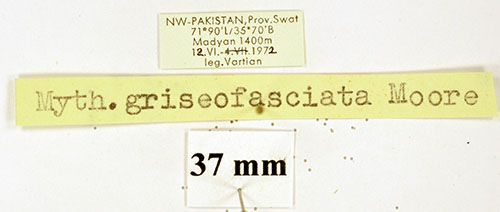 NW-PAKISTAN, Prov. Swat
71°90'L/35°70'B
Madyan 1400m
12.VI.-4.VII.1972
leg. Vartian
Myth. griseofasciata Moore
37 mm